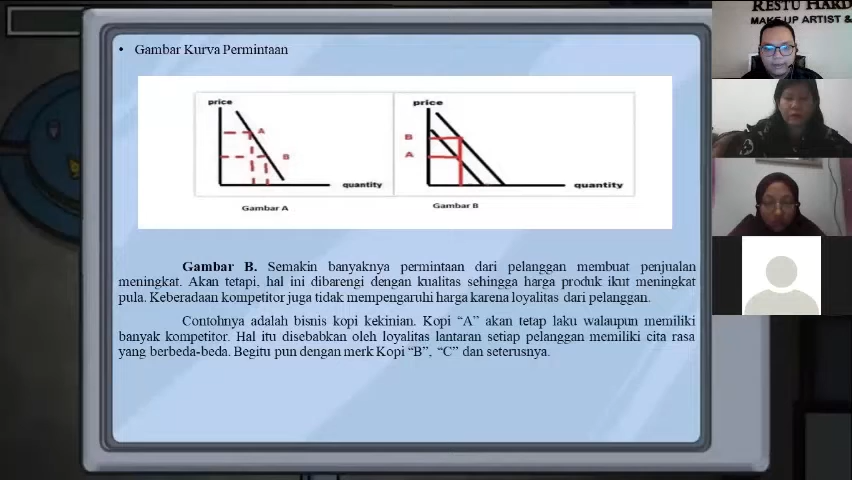 RESTU HARD
MAKE UP ARTIST &
• Gambar Kurva Permintaan
price
A
B
quantity
Gambar A
price
B
A
quantity
Gambar B
Gambar B. Semakin banyaknya permintaan dari pelanggan membuat penjualan
meningkat. Akan tetapi, hal ini dibarengi dengan kualitas sehingga harga produk ikut meningkat
pula. Keberadaan kompetitor juga tidak mempengaruhi harga karena loyalitas dari pelanggan.
Contohnya adalah bisnis kopi kekinian. Kopi “A” akan tetap laku walaupun memiliki
banyak kompetitor. Hal itu disebabkan oleh loyalitas lantaran setiap pelanggan memiliki cita rasa
yang berbeda-beda. Begitu pun dengan merk Kopi “B”, “C” dan seterusnya.